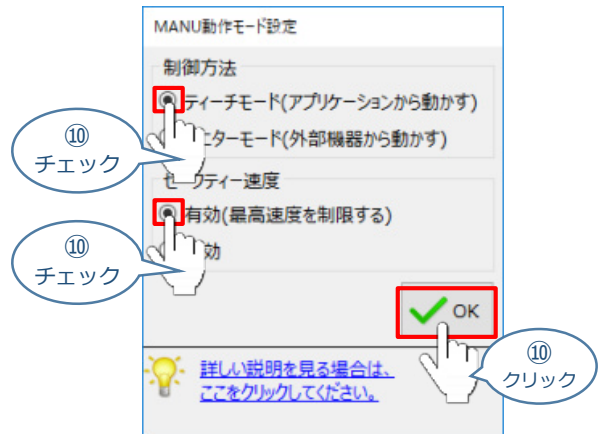 MANU動作モード設定
制御方法
ティーチモード(アプリケーションから動かす)
⑩
チェック
ターモード(外部機器から動かす)
ティー速度
有効(最高速度を制限する)
⑩
チェック
効
OK
詳しい説明を見る場合は、
ここをクリックしてください。
⑩
クリック